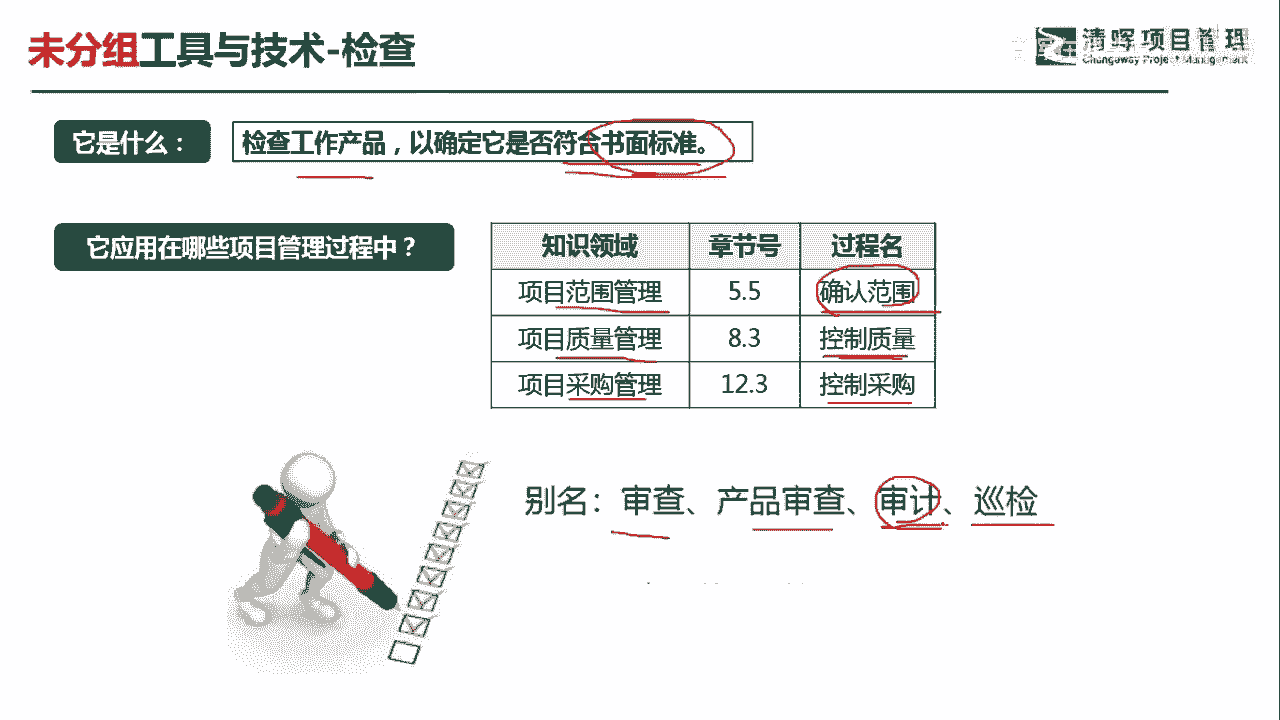 未分组工具与技术-检查
清晖项目管理
Changeway Project Management
它是什么：
检查工作产品，以确定它是否符合书面标准。
它应用在哪些项目管理过程中？
知识领域 章节号 过程名
项目范围管理 5.5 确认范围
项目质量管理 8.3 控制质量
项目采购管理 12.3 控制采购
别名：审查、产品审查、审计、巡检